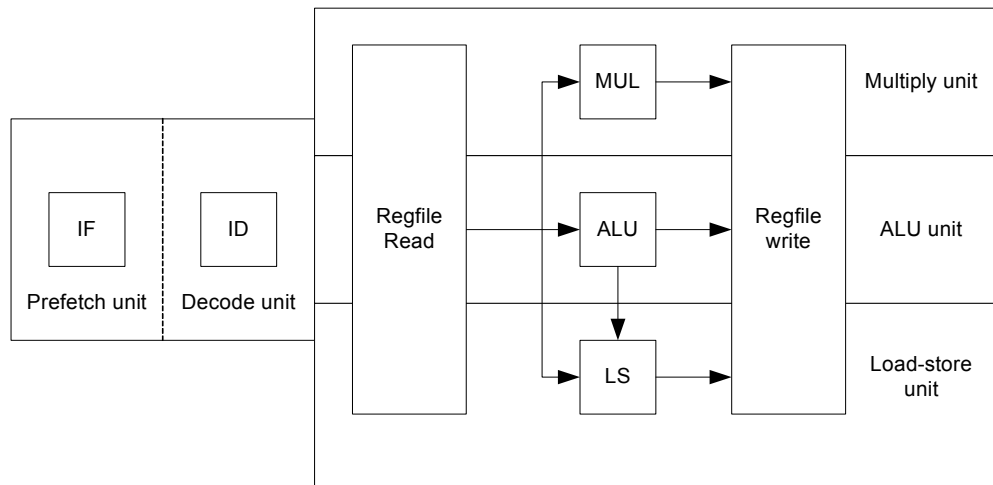 MUL
Multiply unit
IF
ID
Regfile
Read
ALU
Regfile
write
ALU unit
Prefetch unit
Decode unit
LS
Load-store
unit